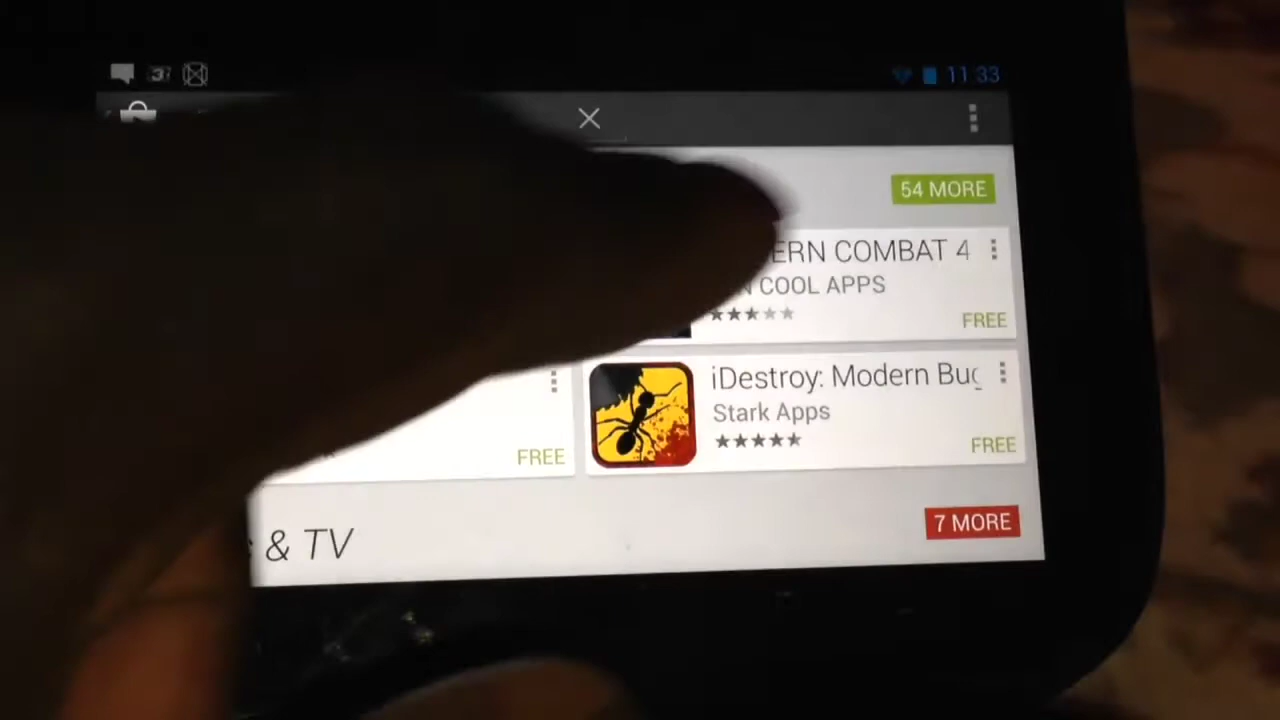 11:33
54 MORE
ERN COMBAT 4
COOL APPS
FREE
iDestroy: Modern Bug
Stark Apps
FREE
FREE
& TV
7 MORE